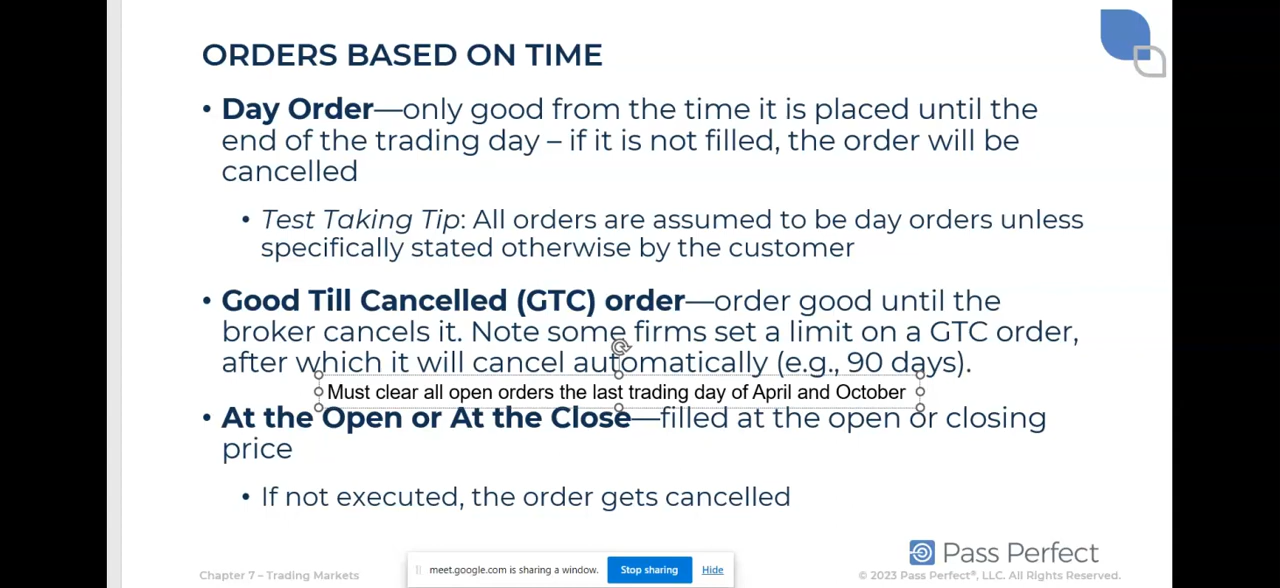 ORDERS BASED ON TIME
• Day Order—only good from the time it is placed until the
end of the trading day – if it is not filled, the order will be
cancelled
• Test Taking Tip: All orders are assumed to be day orders unless
specifically stated otherwise by the customer
• Good Till Cancelled (GTC) order—order good until the
broker cancels it. Note some firms set a limit on a GTC order,
after which it will cancel automatically (e.g., 90 days).
Must clear all open orders the last trading day of April and October
• At the Open or At the Close—filled at the open or closing
price
• If not executed, the order gets cancelled
Pass Perfect
Chapter 7 – Trading Markets
meet.google.com is sharing a window.
Stop sharing
Hide
© 2023 Pass Perfect®, LLC. All Rights Reserved.